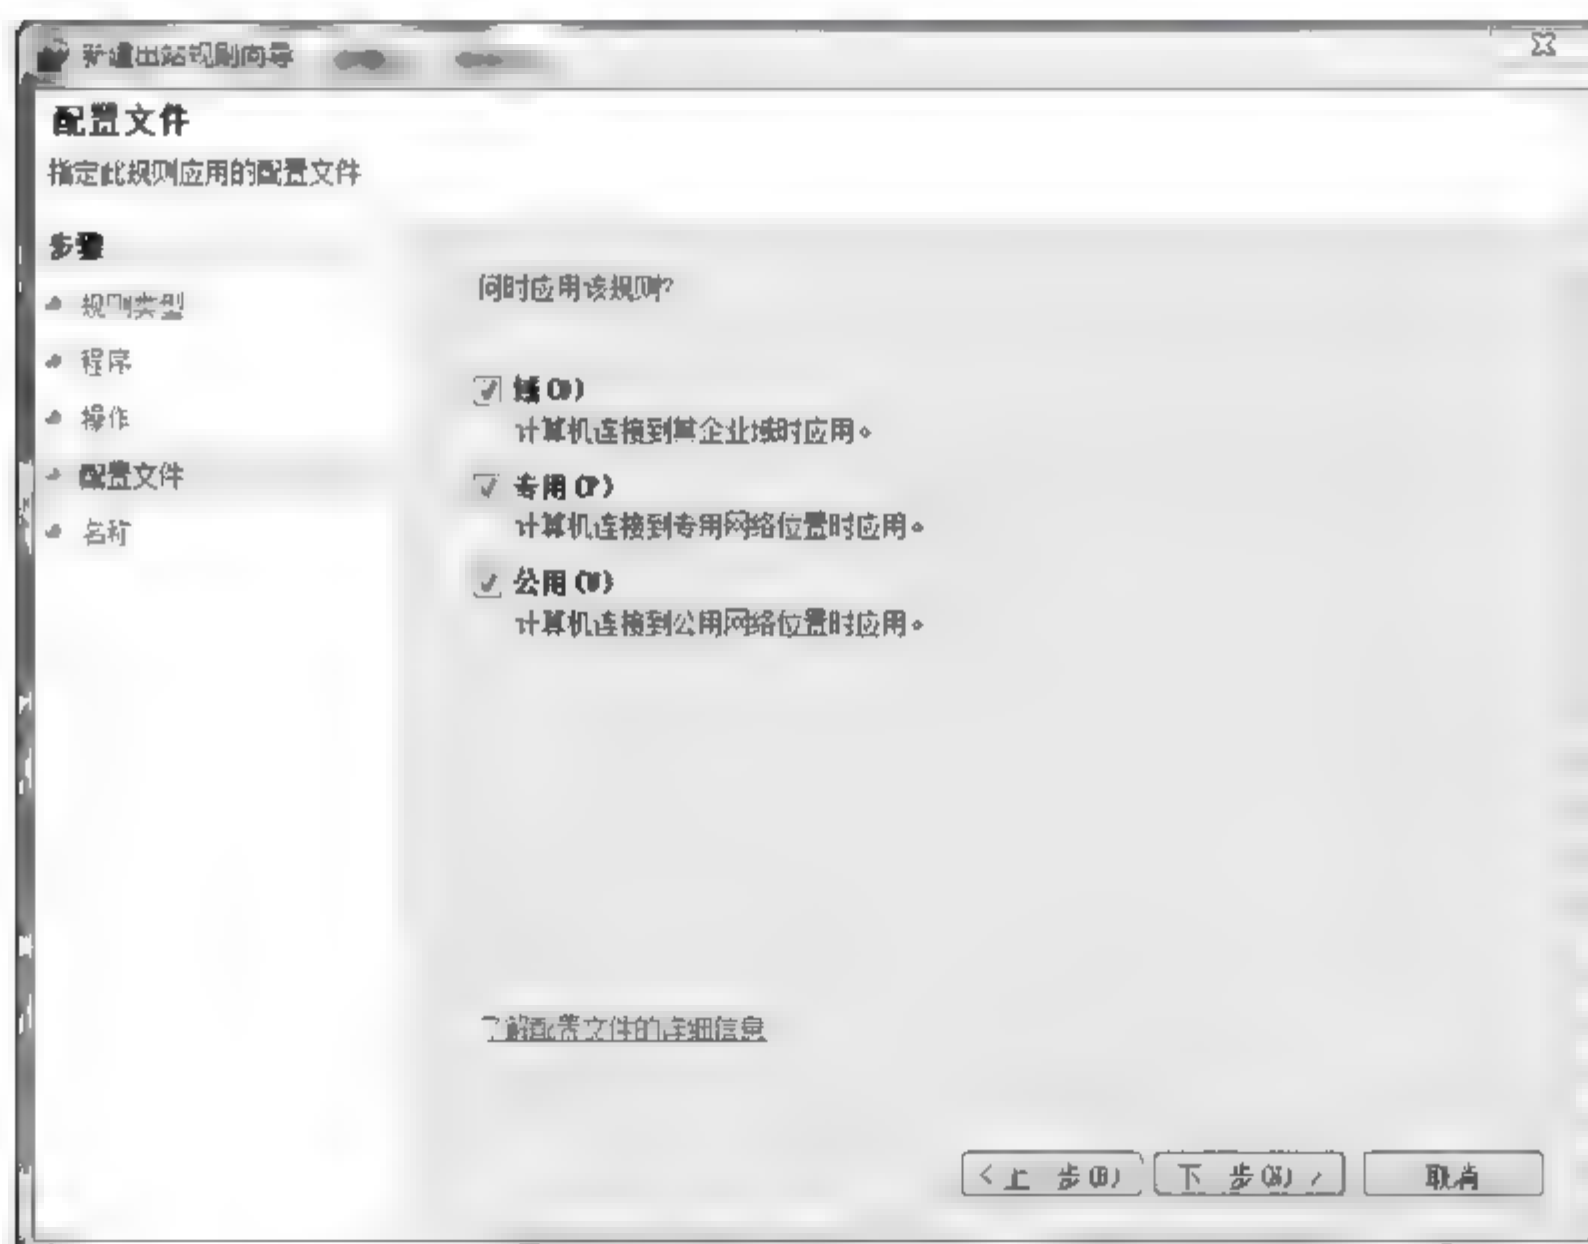 新建出站规则向导
配置文件
指定此规则应用的配置文件
步骤
规则类型
程序
操作
配置文件
名称
何时应用该规则?
域(D)
计算机连接到其企业域时应用。
专用(P)
计算机连接到专用网络位置时应用。
公用(U)
计算机连接到公用网络位置时应用。
了解配置文件的详细信息
<上一步(B)
下一步(N)>
取消